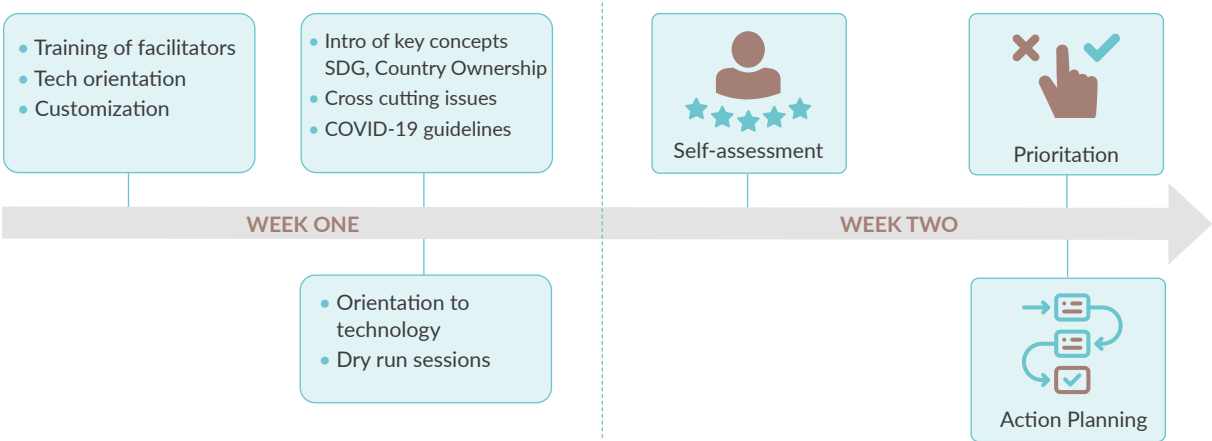 Training of facilitators
Tech orientation
Customization
Intro of key concepts
SDG, Country Ownership
Cross cutting issues
COVID-19 guidelines
Self-assessment
Prioritation
WEEK ONE
WEEK TWO
Orientation to
technology
Dry run sessions
Action Planning